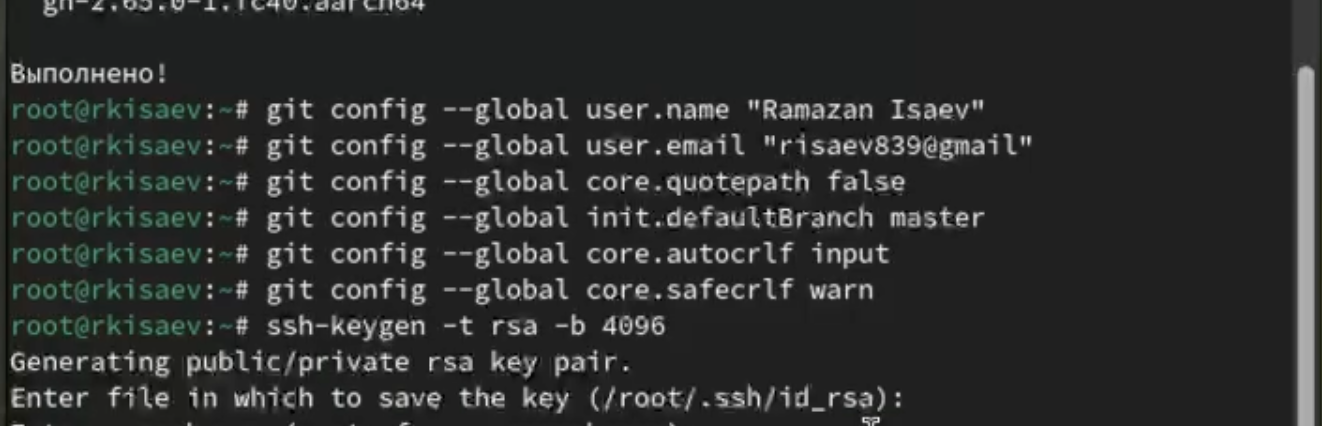 gh-2.65.0-1.fc40.aarch64
Выполнено!
root@rkisaev:~# git config --global user.name "Ramazan Isaev"
root@rkisaev:~# git config --global user.email "risaev839@gmail"
root@rkisaev:~# git config --global core.quotepath false
root@rkisaev:~# git config --global init.defaultBranch master
root@rkisaev:~# git config --global core.autocrlf input
root@rkisaev:~# git config --global core.safecrlf warn
root@rkisaev:~# ssh-keygen -t rsa -b 4096
Generating public/private rsa key pair.
Enter file in which to save the key (/root/.ssh/id_rsa):